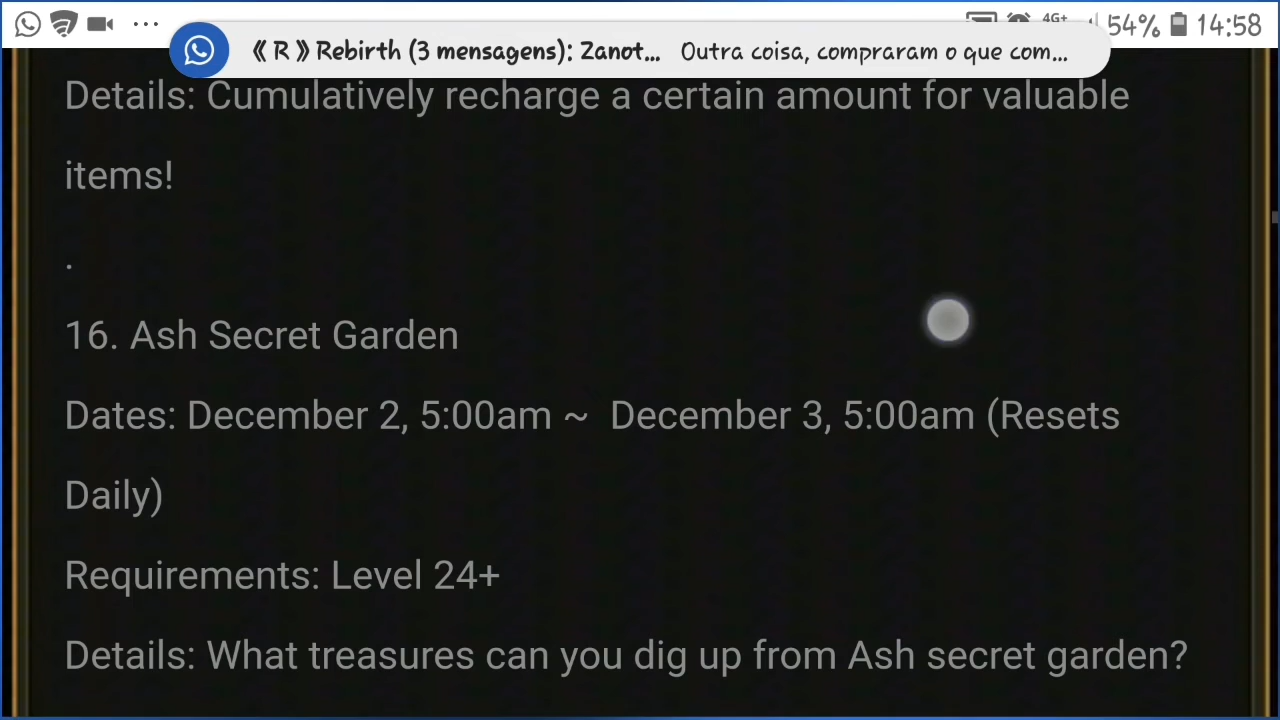 4G+ 54% 14:58
《 R 》Rebirth (3 mensagens): Zanot... Outra coisa, compraram o que com...
Details: Cumulatively recharge a certain amount for valuable
items!
.
16. Ash Secret Garden
Dates: December 2, 5:00am ~ December 3, 5:00am (Resets
Daily)
Requirements: Level 24+
Details: What treasures can you dig up from Ash secret garden?